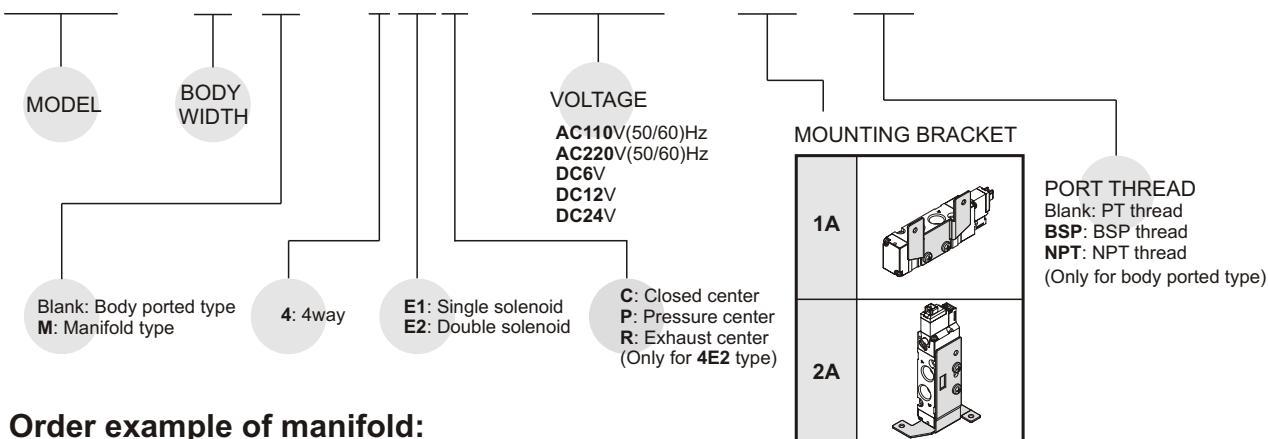 MODEL
BODY
WIDTH
VOLTAGE
AC110V(50/60)Hz
AC220V(50/60)Hz
DC6V
DC12V
DC24V
MOUNTING BRACKET
1A
2A
PORT THREAD
Blank: PT thread
BSP: BSP thread
NPT: NPT thread
(Only for body ported type)
Blank: Body ported type
M: Manifold type
4: 4way
E1: Single solenoid
E2: Double solenoid
C: Closed center
P: Pressure center
R: Exhaust center
(Only for 4E2 type)
Order example of manifold: